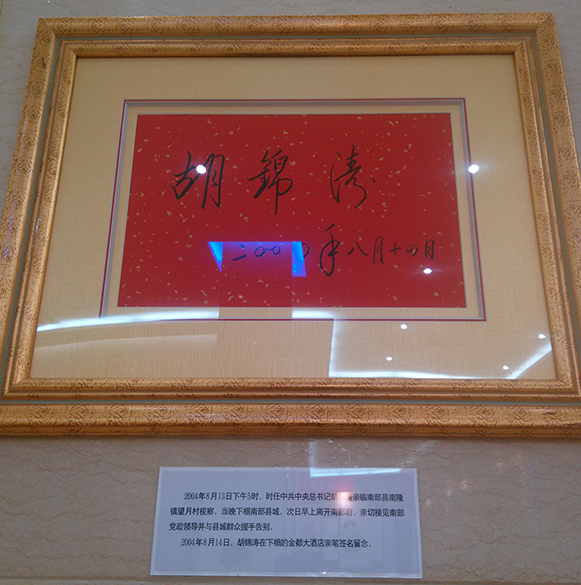 胡錦濤
二〇〇四年八月十四日
2004年8月13日下午5时，时任中共中央总书记胡 涛亲临南部县南隆
镇望月村视察，当晚下榻南部县城。次日早上离开南部前，亲切接见南部
党政领导并与县城群众握手告别。
2004年8月14日，胡锦涛在下榻的金都大酒店亲笔签名留念。